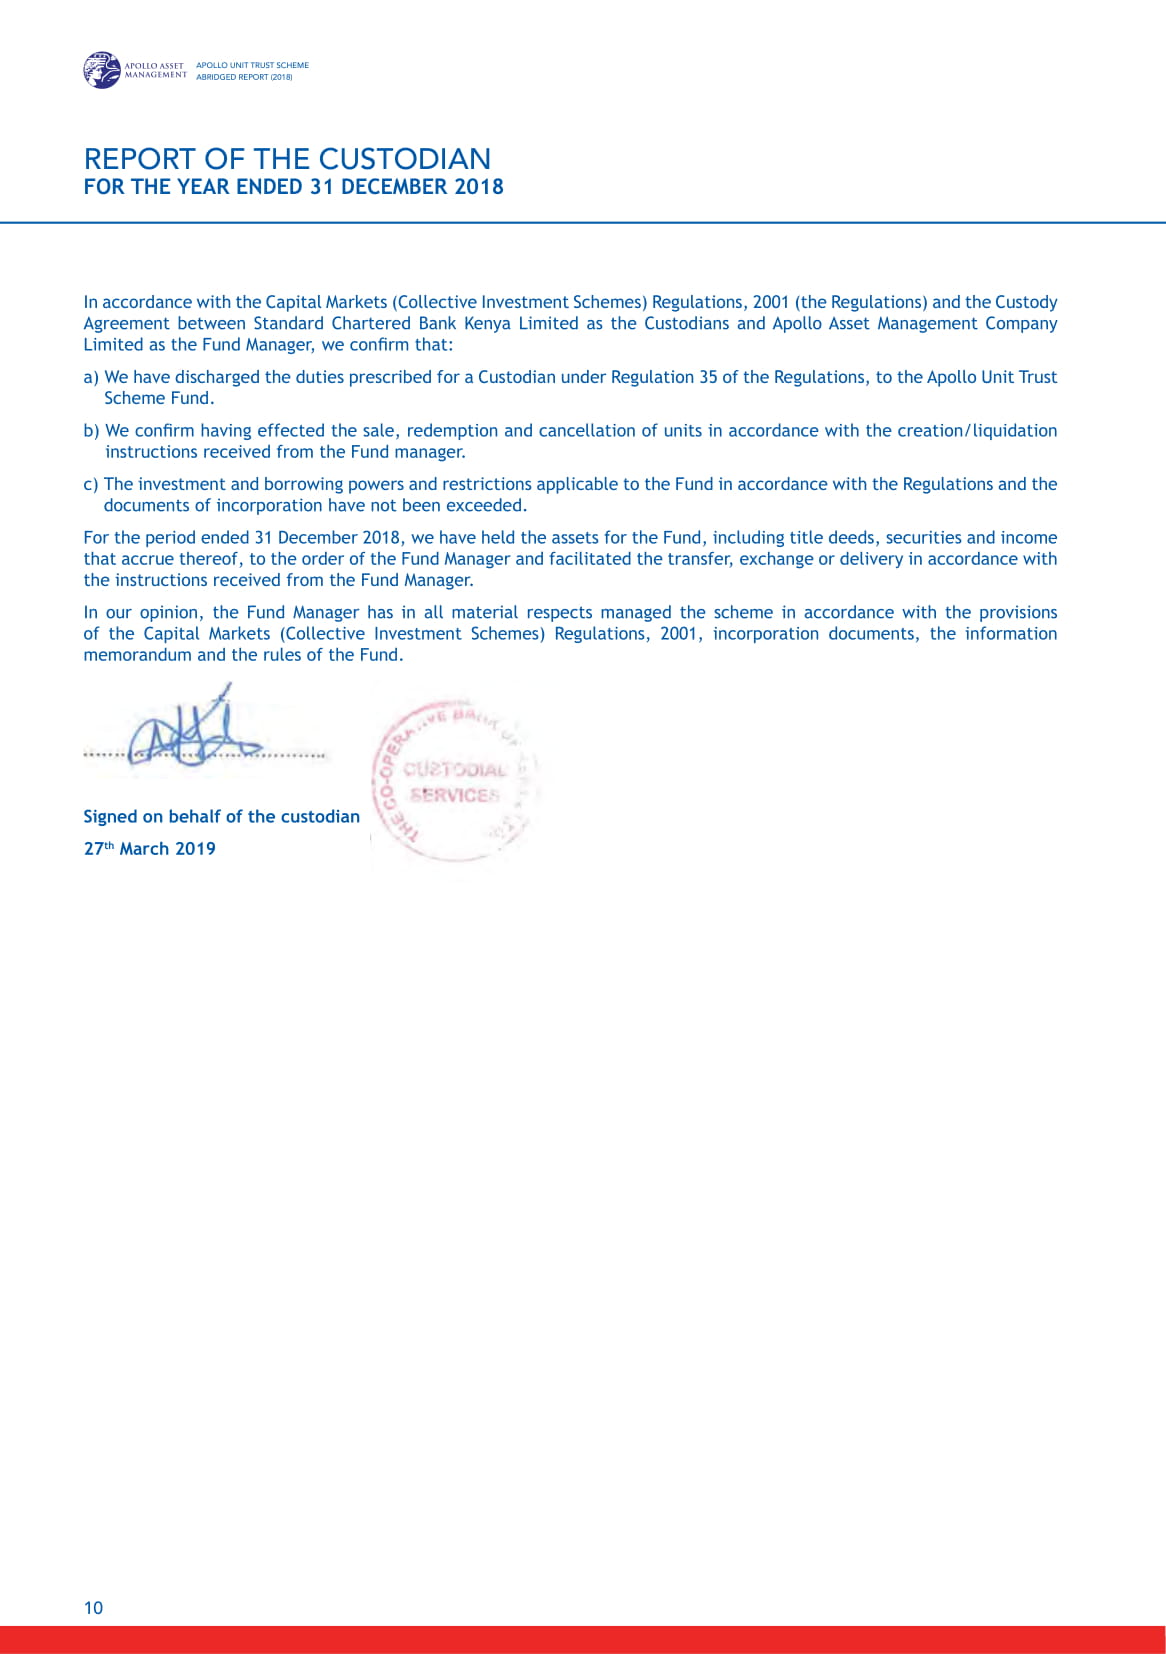 APOLLO ASSET
MANAGEMENT
APOLLO UNIT TRUST SCHEME
ABRIDGED REPORT (2018)
REPORT OF THE CUSTODIAN
FOR THE YEAR ENDED 31 DECEMBER 2018
In accordance with the Capital Markets (Collective Investment Schemes) Regulations, 2001 (the Regulations) and the Custody
Agreement between Standard Chartered Bank Kenya Limited as the Custodians and Apollo Asset Management Company
Limited as the Fund Manager, we confirm that:
a) We have discharged the duties prescribed for a Custodian under Regulation 35 of the Regulations, to the Apollo Unit Trust
Scheme Fund.
b) We confirm having effected the sale, redemption and cancellation of units in accordance with the creation/liquidation
instructions received from the Fund manager.
c) The investment and borrowing powers and restrictions applicable to the Fund in accordance with the Regulations and the
documents of incorporation have not been exceeded.
For the period ended 31 December 2018, we have held the assets for the Fund, including title deeds, securities and income
that accrue thereof, to the order of the Fund Manager and facilitated the transfer, exchange or delivery in accordance with
the instructions received from the Fund Manager.
In our opinion, the Fund Manager has in all material respects managed the scheme in accordance with the provisions
of the Capital Markets (Collective Investment Schemes) Regulations, 2001, incorporation documents, the information
memorandum and the rules of the Fund.
THE CO-OPERATIVE BANK
CUSTODIAL
SERVICES
Signed on behalf of the custodian
27th March 2019
10